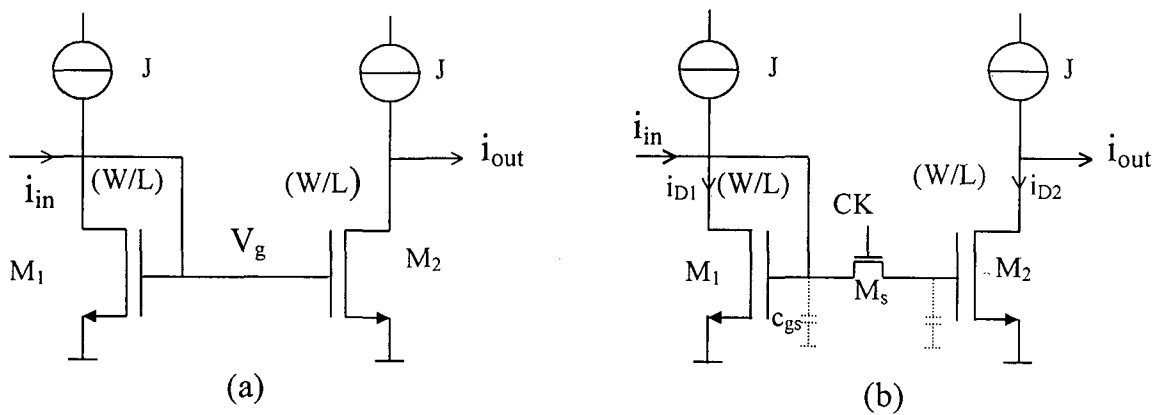 J
J
i_in
i_out
(W/L)
(W/L)
V_g
M_1
M_2
(a)
J
J
i_in
i_out
i_D1
(W/L)
(W/L)
i_D2
CK
M_1
M_s
M_2
c_gs
(b)